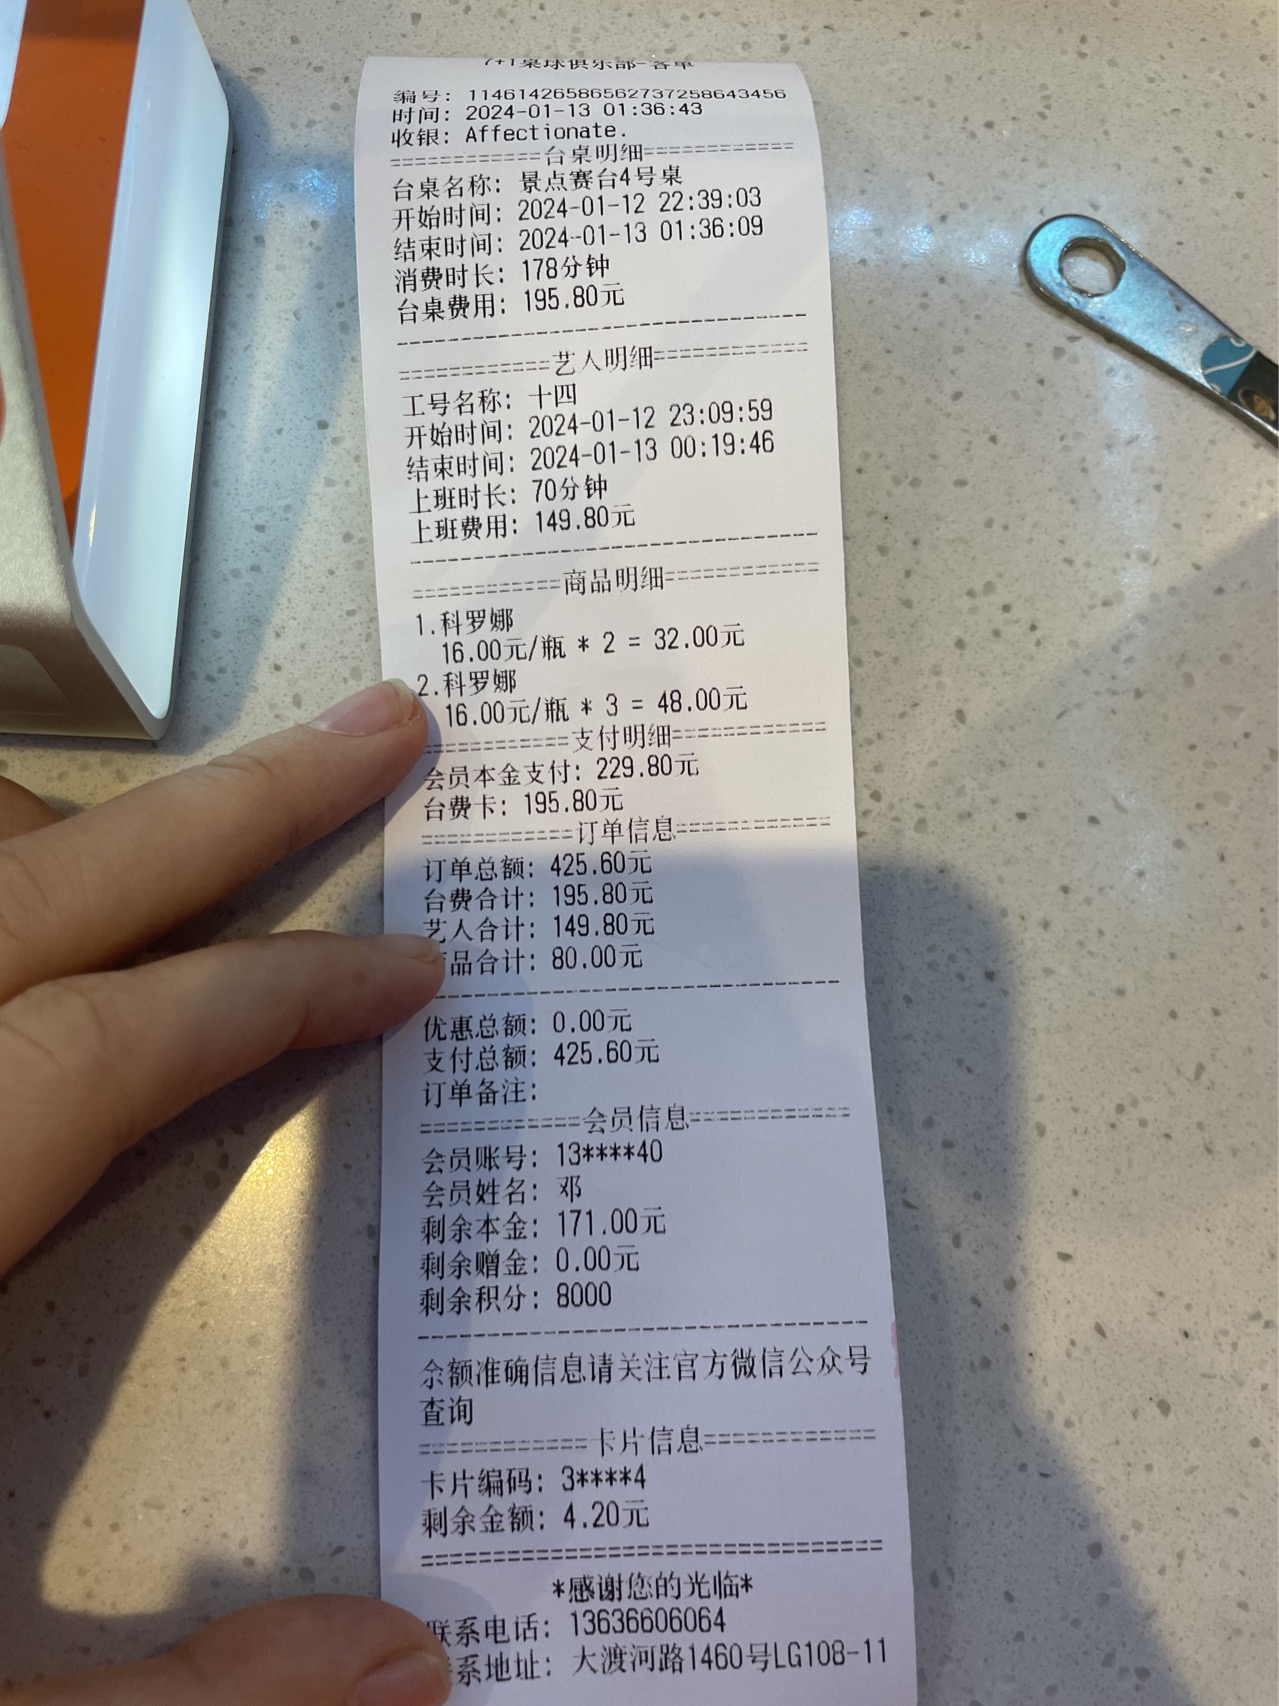 7+1桌球俱乐部-客单
编号: 1146142658656273725864345​6
时间: 2024-01-13 01:36:43
收银: Affectionate.
============台桌明细============
台桌名称: 景点赛台4号桌
开始时间: 2024-01-12 22:39:03
结束时间: 2024-01-13 01:36:09
消费时长: 178分钟
台桌费用: 195.80元
--------------------------------
============艺人明细============
工号名称: 十四
开始时间: 2024-01-12 23:09:59
结束时间: 2024-01-13 00:19:46
上班时长: 70分钟
上班费用: 149.80元
--------------------------------
============商品明细============
1.科罗娜
16.00元/瓶 * 2 = 32.00元
2.科罗娜
16.00元/瓶 * 3 = 48.00元
============支付明细============
会员本金支付: 229.80元
台费卡: 195.80元
============订单信息============
订单总额: 425.60元
台费合计: 195.80元
艺人合计: 149.80元
品合计: 80.00元
--------------------------------
优惠总额: 0.00元
支付总额: 425.60元
订单备注:
============会员信息============
会员账号: 13****40
会员姓名: 邓
剩余本金: 171.00元
剩余赠金: 0.00元
剩余积分: 8000
--------------------------------
余额准确信息请关注官方微信公众号
查询
============卡片信息============
卡片编码: 3****4
剩余金额: 4.20元
================================
*感谢您的光临*
联系电话: 13636606064
系地址: 大渡河路1460号LG108-11